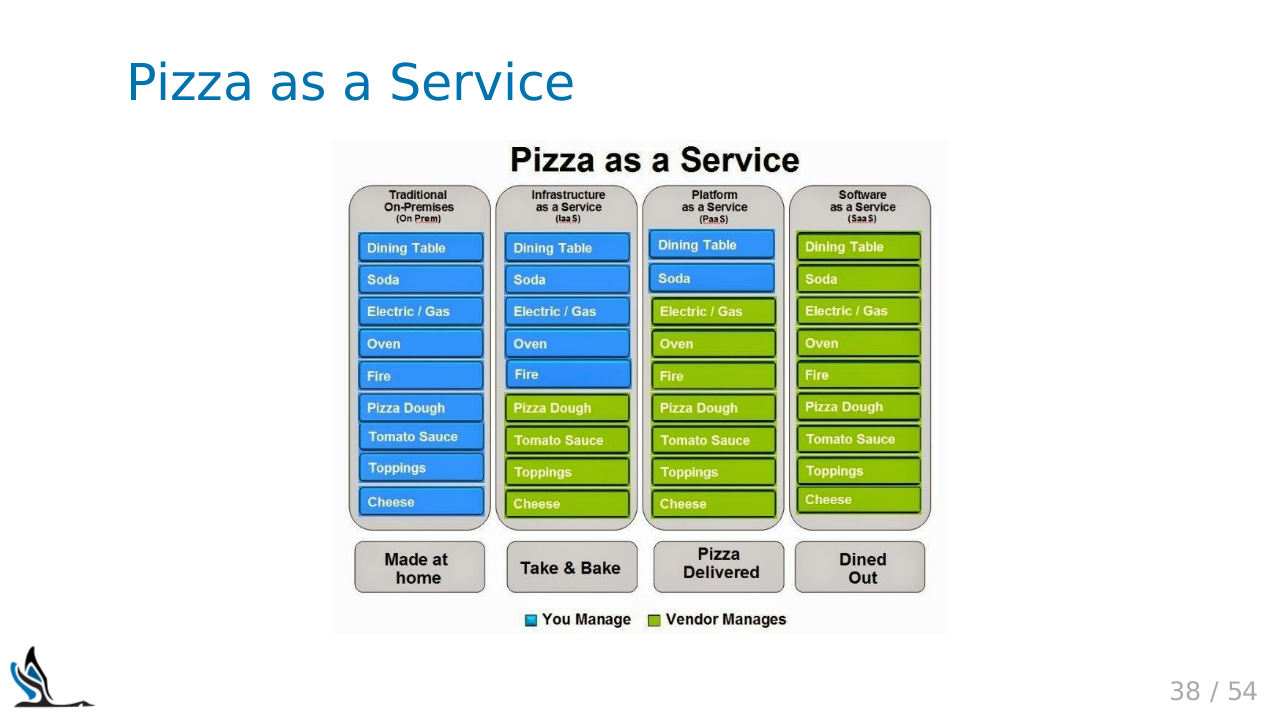 Pizza as a Service
Pizza as a Service
Traditional
On-Premises
(On Prem)
Dining Table
Soda
Electric / Gas
Oven
Fire
Pizza Dough
Tomato Sauce
Toppings
Cheese
Made at
home
Infrastructure
as a Service
(IaaS)
Dining Table
Soda
Electric / Gas
Oven
Fire
Pizza Dough
Tomato Sauce
Toppings
Cheese
Take & Bake
Platform
as a Service
(PaaS)
Dining Table
Soda
Electric / Gas
Oven
Fire
Pizza Dough
Tomato Sauce
Toppings
Cheese
Pizza
Delivered
Software
as a Service
(SaaS)
Dining Table
Soda
Electric / Gas
Oven
Fire
Pizza Dough
Tomato Sauce
Toppings
Cheese
Dined
Out
You Manage
Vendor Manages
38 / 54